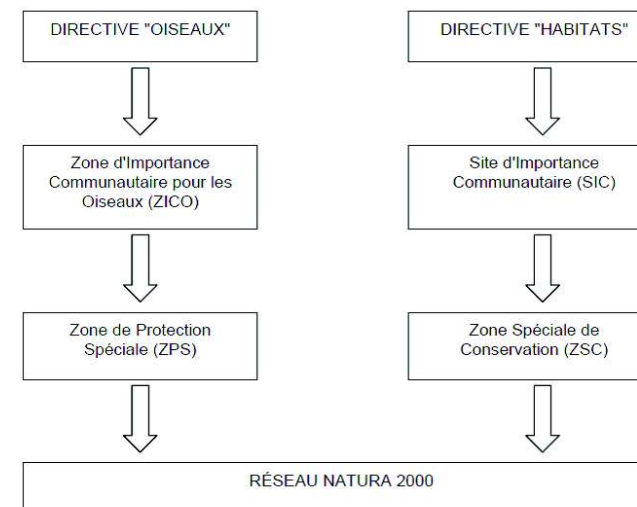 DIRECTIVE "OISEAUX"
DIRECTIVE "HABITATS"
Zone d'Importance
Communautaire pour les
Oiseaux (ZICO)
Site d'Importance
Communautaire (SIC)
Zone de Protection
Spéciale (ZPS)
Zone Spéciale de
Conservation (ZSC)
RÉSEAU NATURA 2000